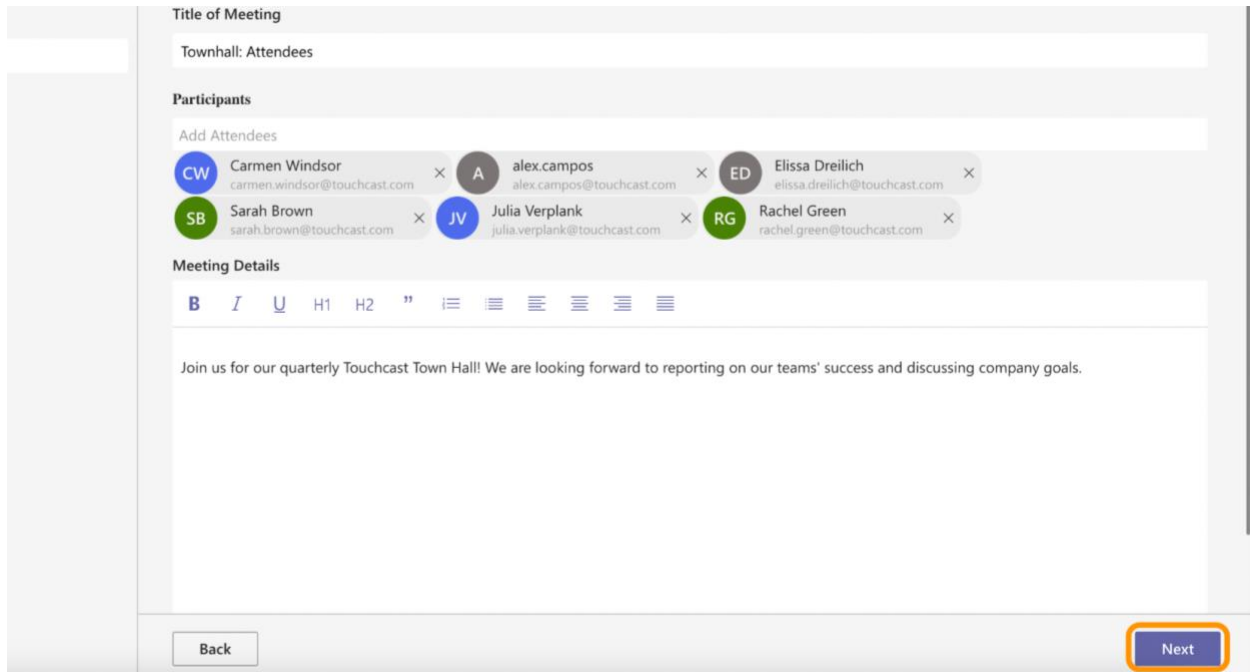 Title of Meeting
Townhall: Attendees
Participants
Add Attendees
CW Carmen Windsor × A alex.campos × ED Elissa Dreilich ×
carmen.windsor@touchcast.com alex.campos@touchcast.com elissa.dreilich@touchcast.com
SB Sarah Brown × JV Julia Verplank × RG Rachel Green ×
sarah.brown@touchcast.com julia.verplank@touchcast.com rachel.green@touchcast.com
Meeting Details
B I U H1 H2 ”
Join us for our quarterly Touchcast Town Hall! We are looking forward to reporting on our teams' success and discussing company goals.
Back Next